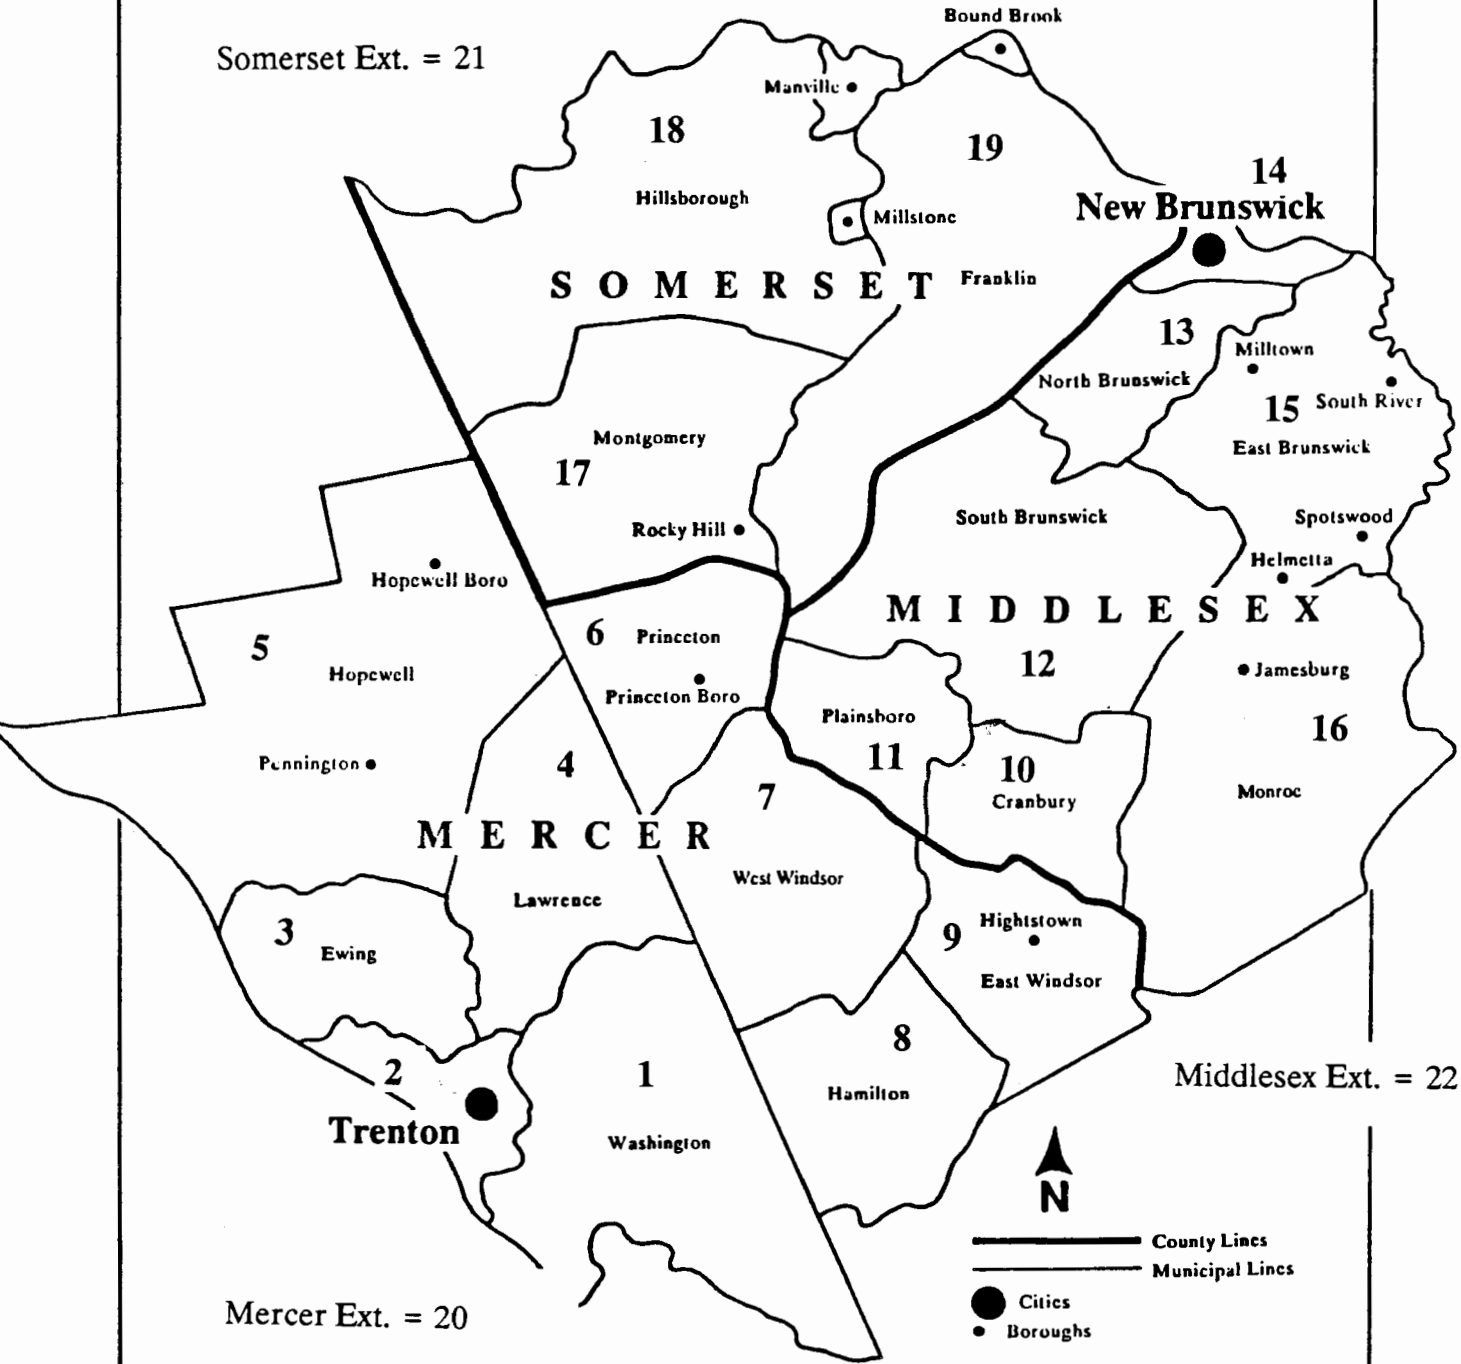 Bound Brook
Somerset Ext. = 21
Manville
18
19
14
Hillsborough
New Brunswick
Millstone
SOMERSET
Franklin
13
Milltown
North Brunswick
15
South River
Montgomery
East Brunswick
17
South Brunswick
Spotswood
Rocky Hill
Helmetta
Hopewell Boro
MIDDLESEX
6
Princeton
5
12
Jamesburg
Hopewell
Princeton Boro
Plainsboro
16
11
Pennington
4
10
7
Cranbury
Monroe
MERCER
West Windsor
Lawrence
3
9
Hightstown
Ewing
East Windsor
8
2
1
Middlesex Ext. = 22
Hamilton
Trenton
Washington
N
County Lines
Municipal Lines
Mercer Ext. = 20
Cities
Boroughs